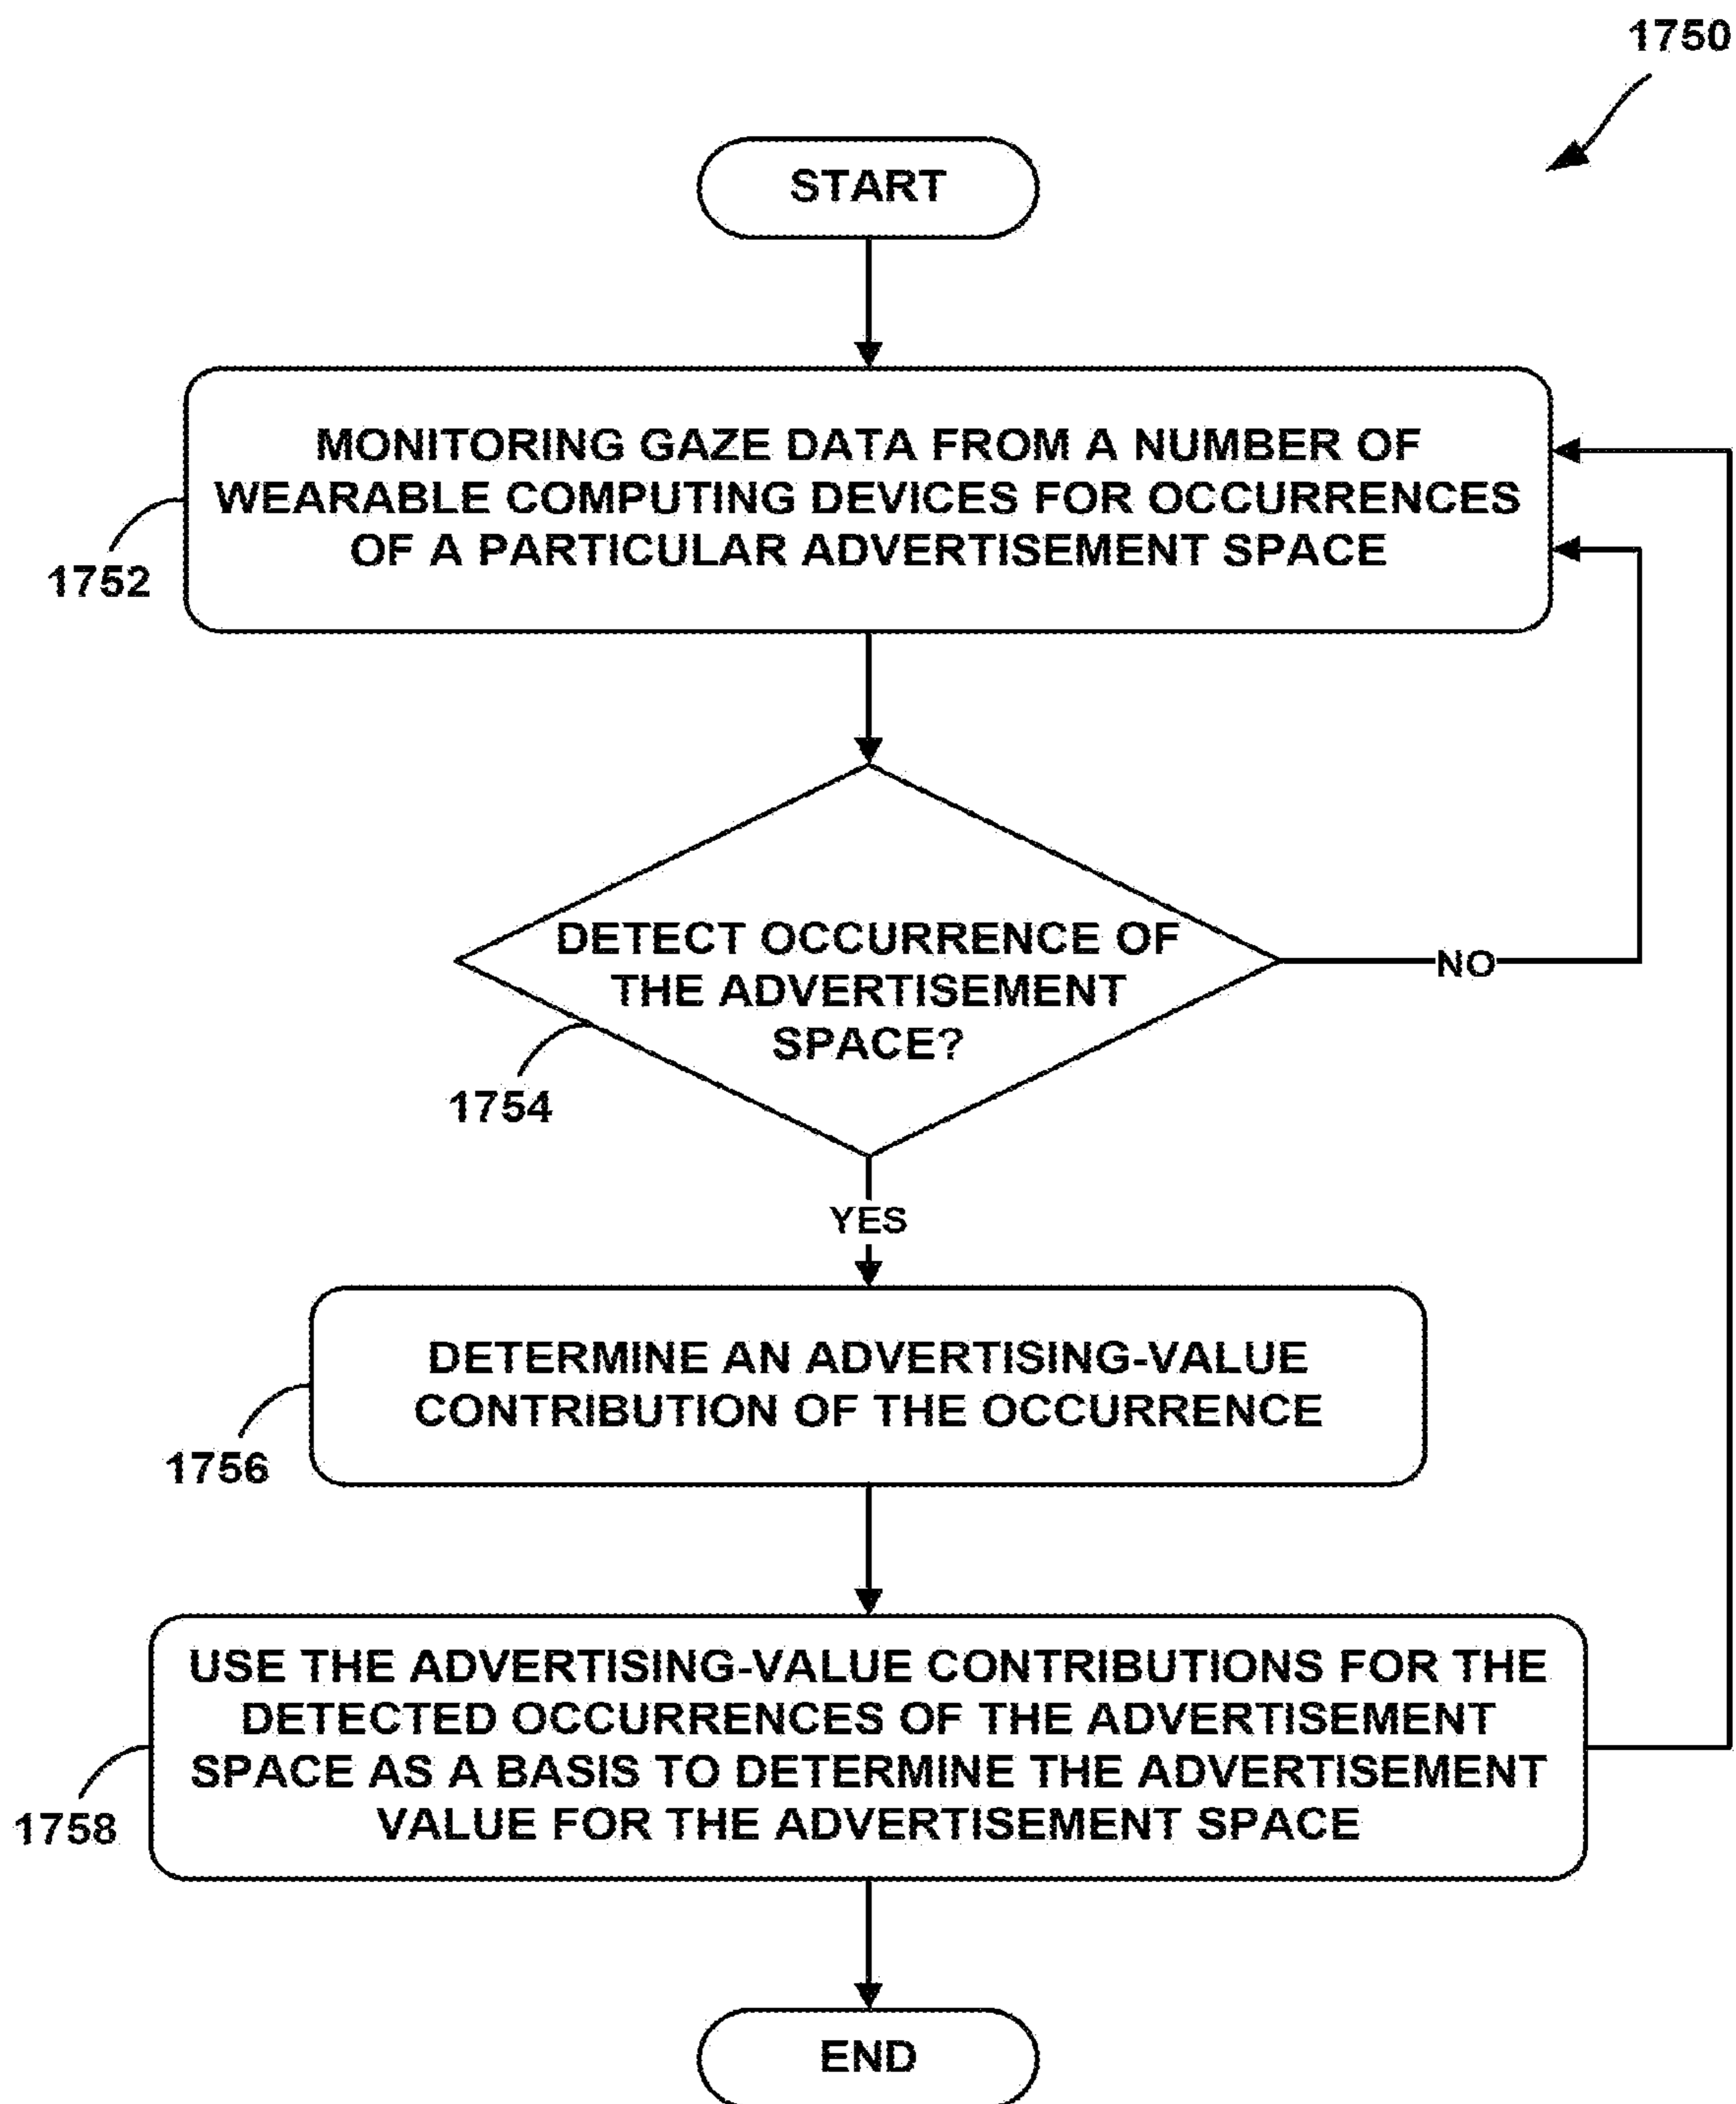 1750
START
MONITORING GAZE DATA FROM A NUMBER OF
WEARABLE COMPUTING DEVICES FOR OCCURRENCES
OF A PARTICULAR ADVERTISEMENT SPACE
1752
DETECT OCCURRENCE OF
THE ADVERTISEMENT
SPACE?
NO
1754
YES
DETERMINE AN ADVERTISING-VALUE
CONTRIBUTION OF THE OCCURRENCE
1756
USE THE ADVERTISING-VALUE CONTRIBUTIONS FOR THE
DETECTED OCCURRENCES OF THE ADVERTISEMENT
SPACE AS A BASIS TO DETERMINE THE ADVERTISEMENT
VALUE FOR THE ADVERTISEMENT SPACE
1758
END